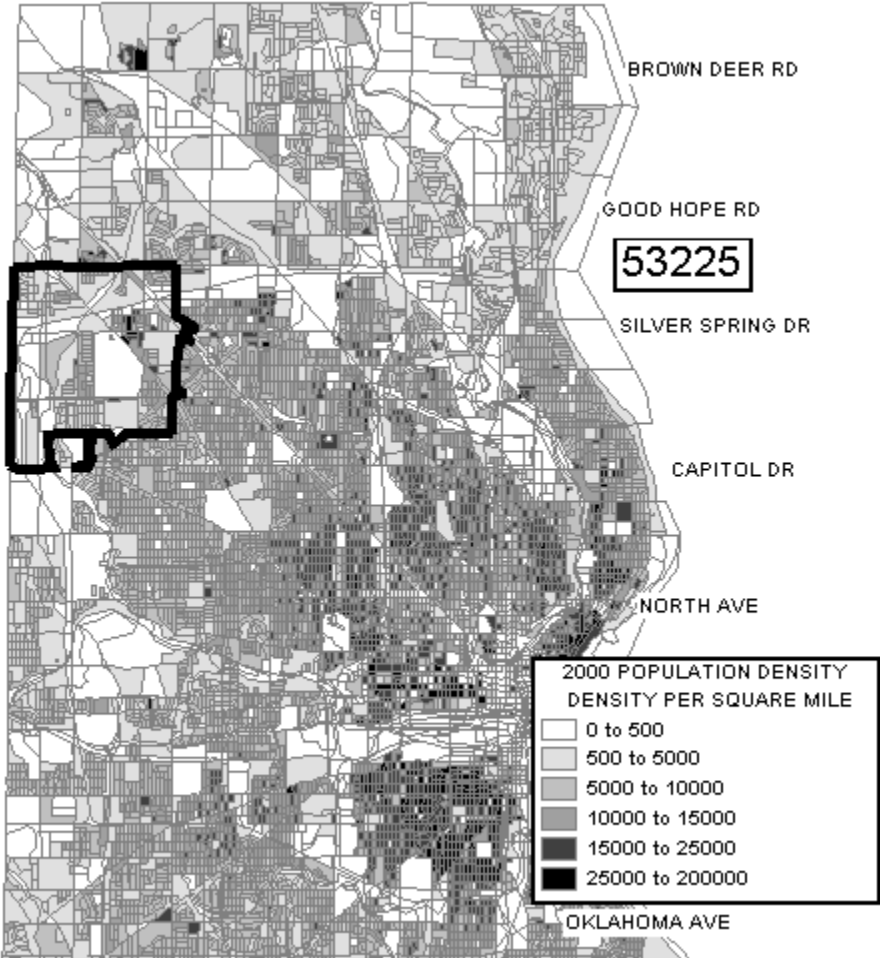 BROWN DEER RD
GOOD HOPE RD
53225
SILVER SPRING DR
CAPITOL DR
NORTH AVE
2000 POPULATION DENSITY
DENSITY PER SQUARE MILE
0 to 500
500 to 5000
5000 to 10000
10000 to 15000
15000 to 25000
25000 to 200000
OKLAHOMA AVE